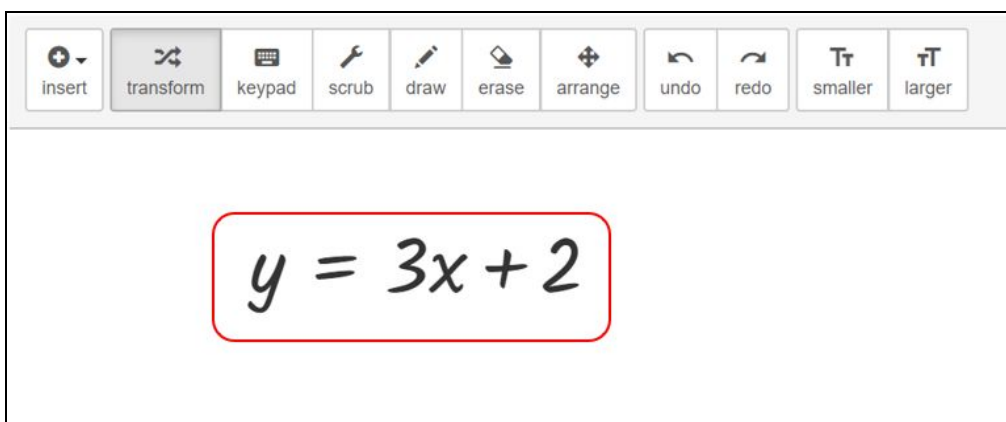 insert transform keypad scrub draw erase arrange undo redo smaller larger
y = 3x + 2